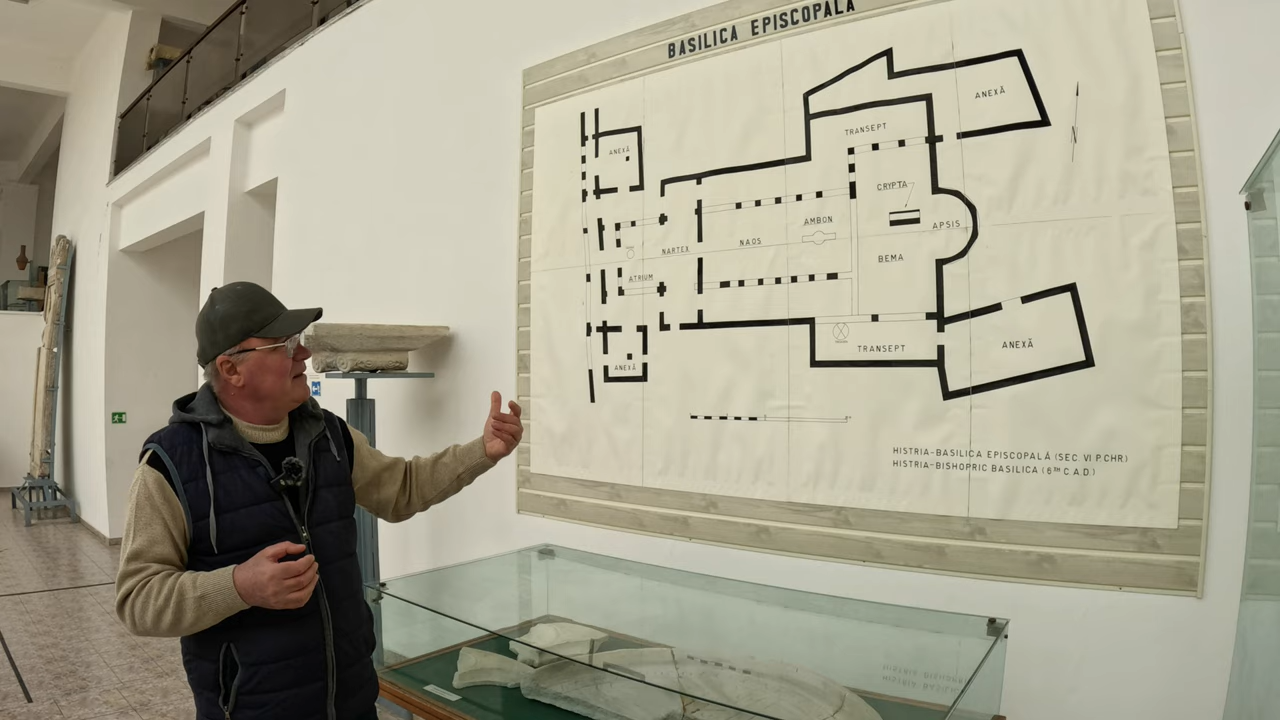 BASILICA EPISCOPALĂ
ANEXĂ
TRANSEPT
ANEXĂ
N
CRYPTA
AMBON
APSIS
NARTEX
NAOS
BEMA
ATRIUM
ANEXĂ
TRANSEPT
ANEXĂ
HISTRIA-BASILICA EPISCOPALĂ (SEC. VI P.CHR)
HISTRIA-BISHOPRIC BASILICA (6TH C.A.D)